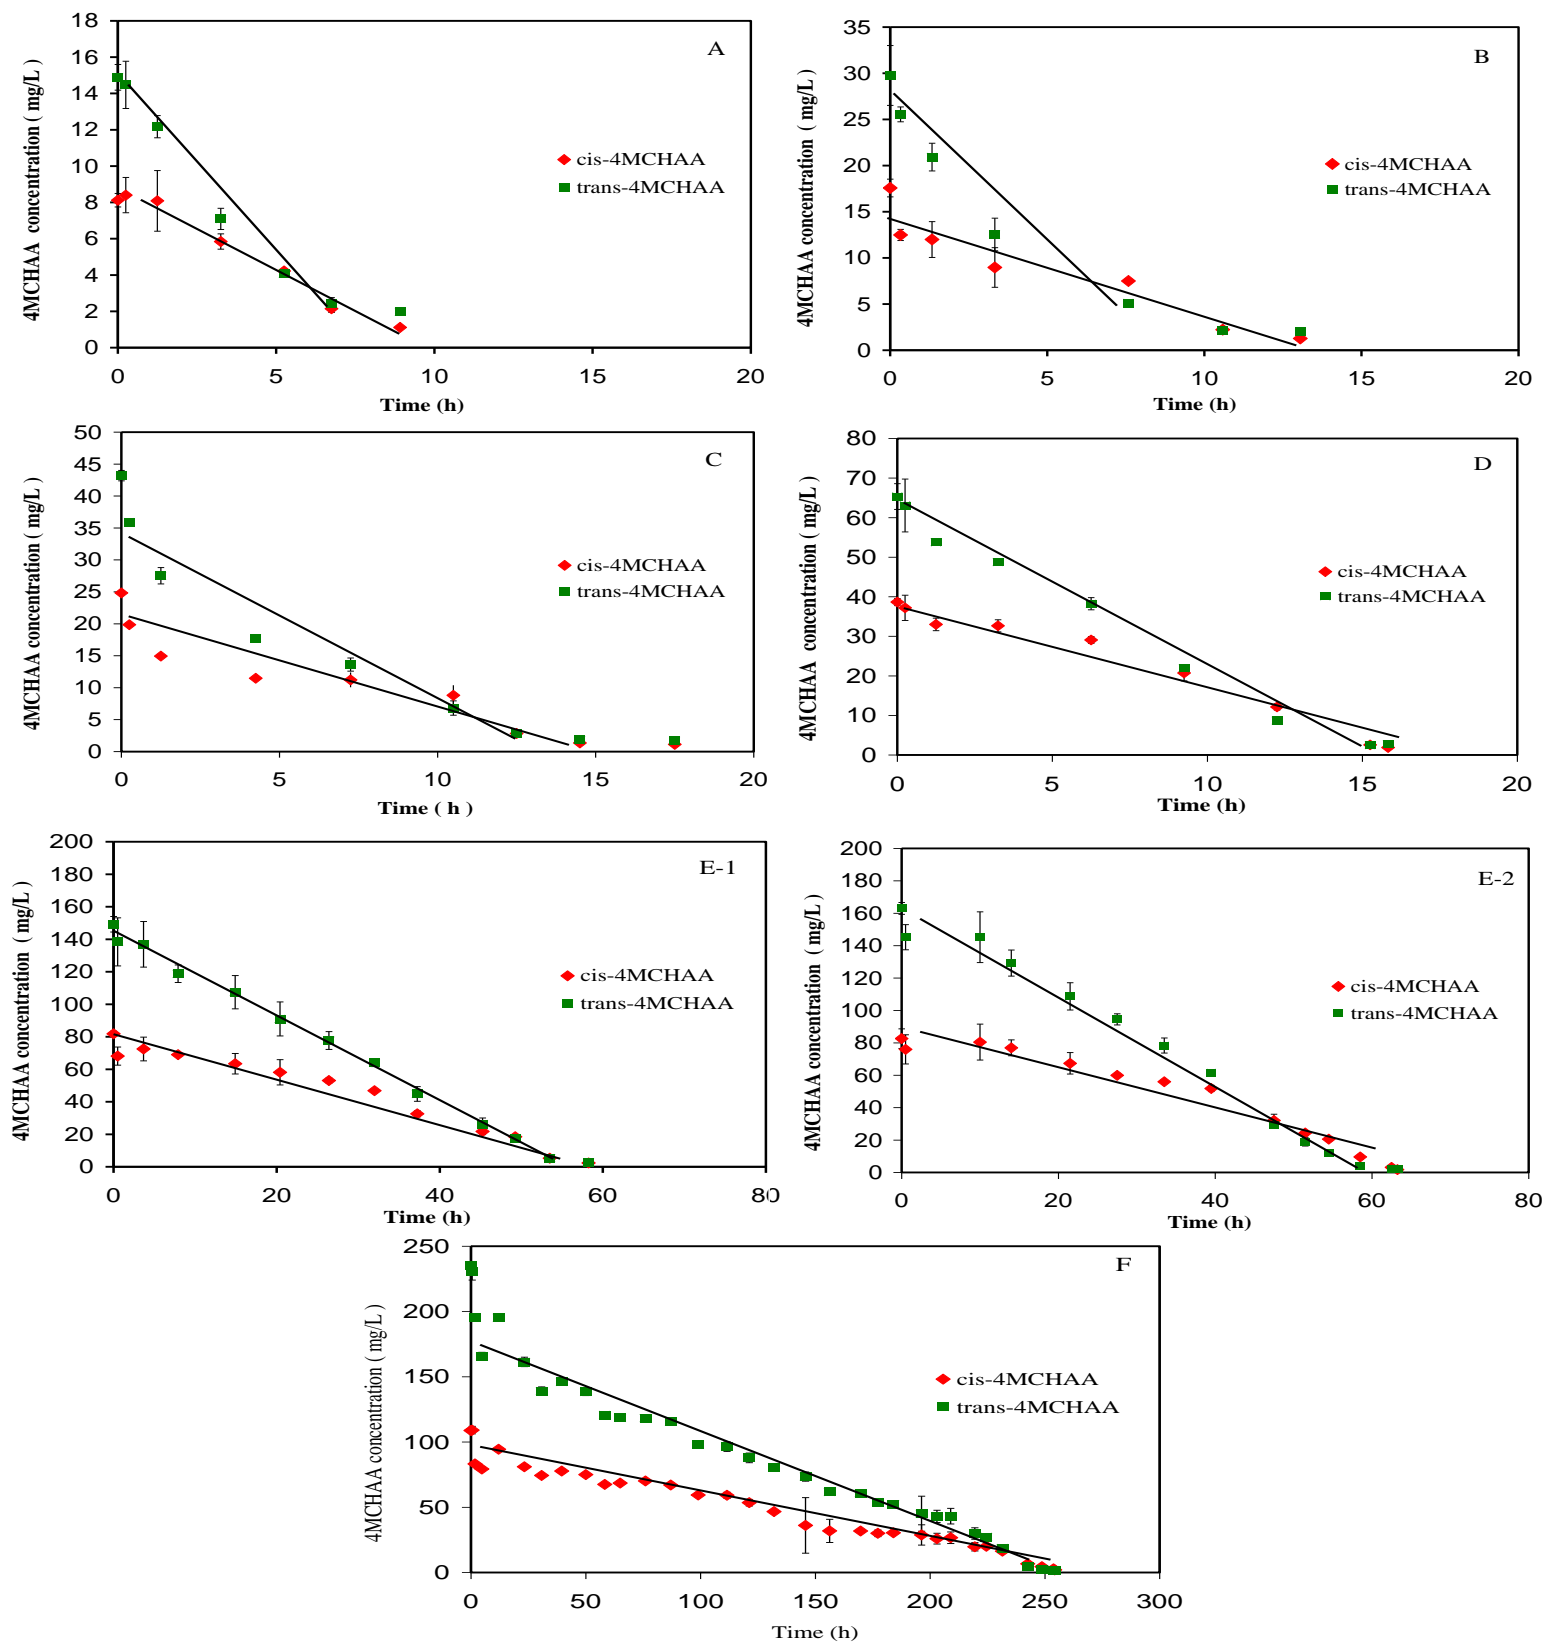 A
4MCHAA concentration ( mg/L )
18
16
14
12
10
8
6
4
2
0
cis-4MCHAA
trans-4MCHAA
0 5 10 15 20
Time (h)
B
4MCHAA concentration ( mg/L )
35
30
25
20
15
10
5
0
cis-4MCHAA
trans-4MCHAA
0 5 10 15 20
Time (h)
C
4MCHAA concentration ( mg/L )
50
45
40
35
30
25
20
15
10
5
0
cis-4MCHAA
trans-4MCHAA
0 5 10 15 20
Time ( h )
D
4MCHAA concentration ( mg/L )
80
70
60
50
40
30
20
10
0
cis-4MCHAA
trans-4MCHAA
0 5 10 15 20
Time (h)
E-1
4MCHAA concentration ( mg/L )
200
180
160
140
120
100
80
60
40
20
0
cis-4MCHAA
trans-4MCHAA
0 20 40 60 80
Time (h)
E-2
4MCHAA concentration ( mg/L )
200
180
160
140
120
100
80
60
40
20
0
cis-4MCHAA
trans-4MCHAA
0 20 40 60 80
Time (h)
F
4MCHAA concentration ( mg/L )
250
200
150
100
50
0
cis-4MCHAA
trans-4MCHAA
0 50 100 150 200 250 300
Time (h)